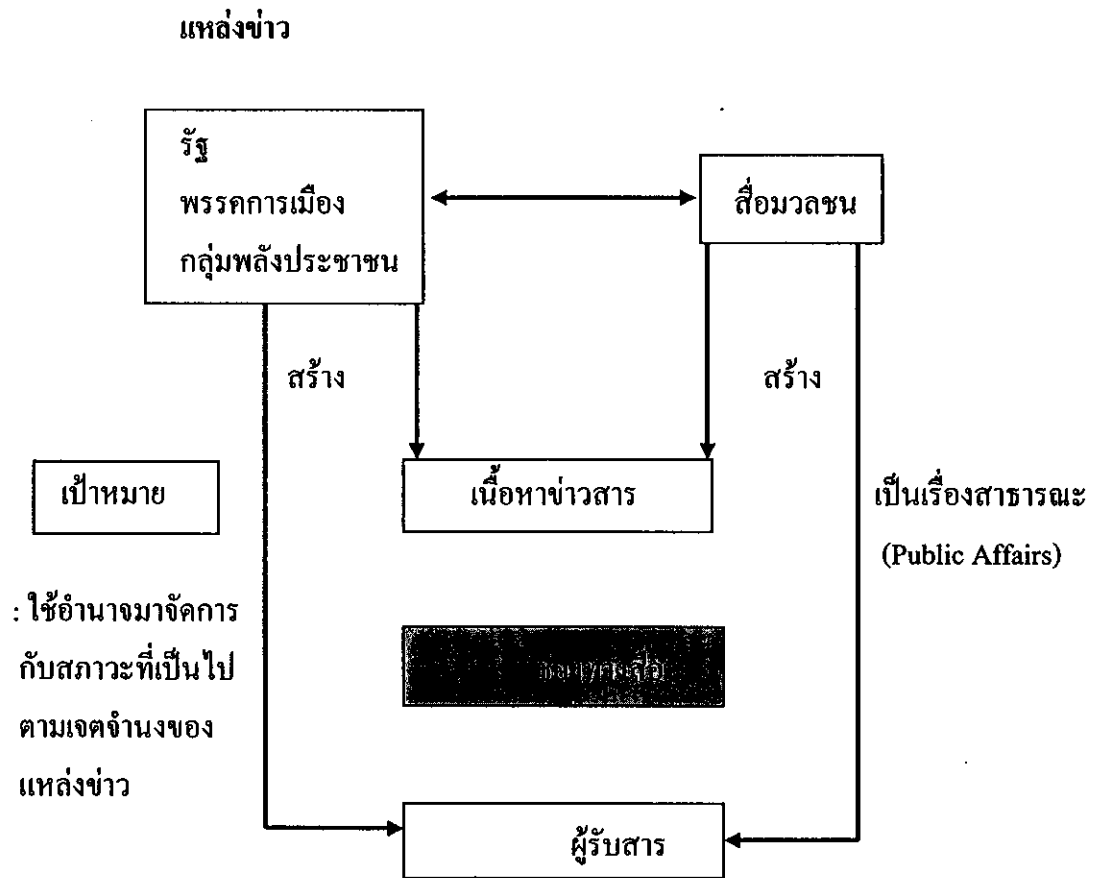 แหล่งข่าว
รัฐ
พรรคการเมือง
กลุ่มพลังประชาชน
สื่อมวลชน
สร้าง
สร้าง
เป้าหมาย
เนื้อหาข่าวสาร
เป็นเรื่องสาธารณะ
(Public Affairs)
: ใช้อำนาจมาจัดการ
กับสภาวะที่เป็นไป
ตามเจตจำนงของ
แหล่งข่าว
ผู้รับสาร